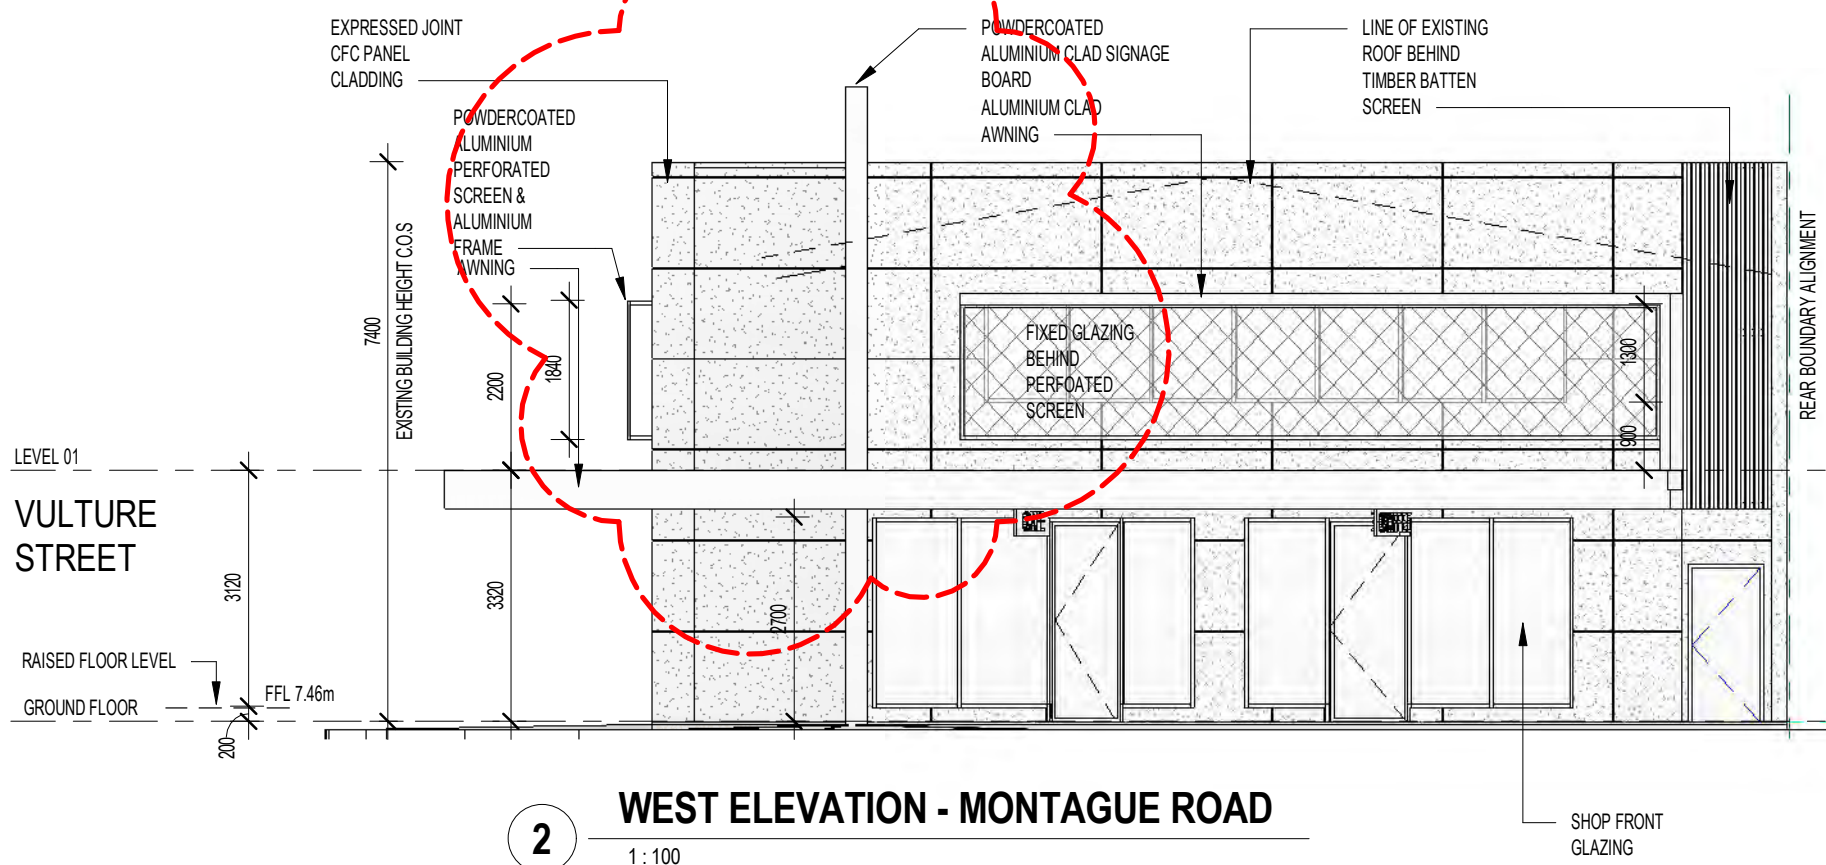 EXPRESSED JOINT
CFC PANEL
CLADDING
POWDERCOATED
ALUMINIUM
PERFORATED
SCREEN &
ALUMINIUM
FRAME
AWNING
POWDERCOATED
ALUMINIUM CLAD SIGNAGE
BOARD
ALUMINIUM CLAD
AWNING
LINE OF EXISTING
ROOF BEHIND
TIMBER BATTEN
SCREEN
7400
EXISTING BUILDING HEIGHT C.O.S
2200
1840
FIXED GLAZING
BEHIND
PERFOATED
SCREEN
1300
900
REAR BOUNDARY ALIGNMENT
LEVEL 01
VULTURE
STREET
3120
3320
2700
RAISED FLOOR LEVEL
FFL 7.46m
GROUND FLOOR
200
2
WEST ELEVATION - MONTAGUE ROAD
1 : 100
SHOP FRONT
GLAZING